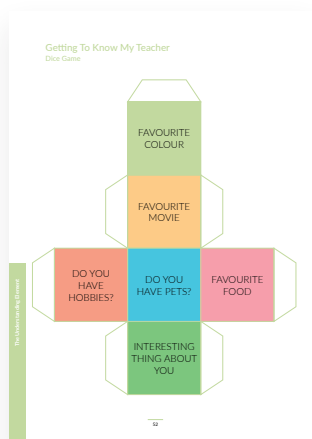 Getting To Know My Teacher
Dice Game
FAVOURITE
COLOUR
FAVOURITE
MOVIE
DO YOU
HAVE
HOBBIES?
DO YOU
HAVE PETS?
FAVOURITE
FOOD
INTERESTING
THING ABOUT
YOU
52